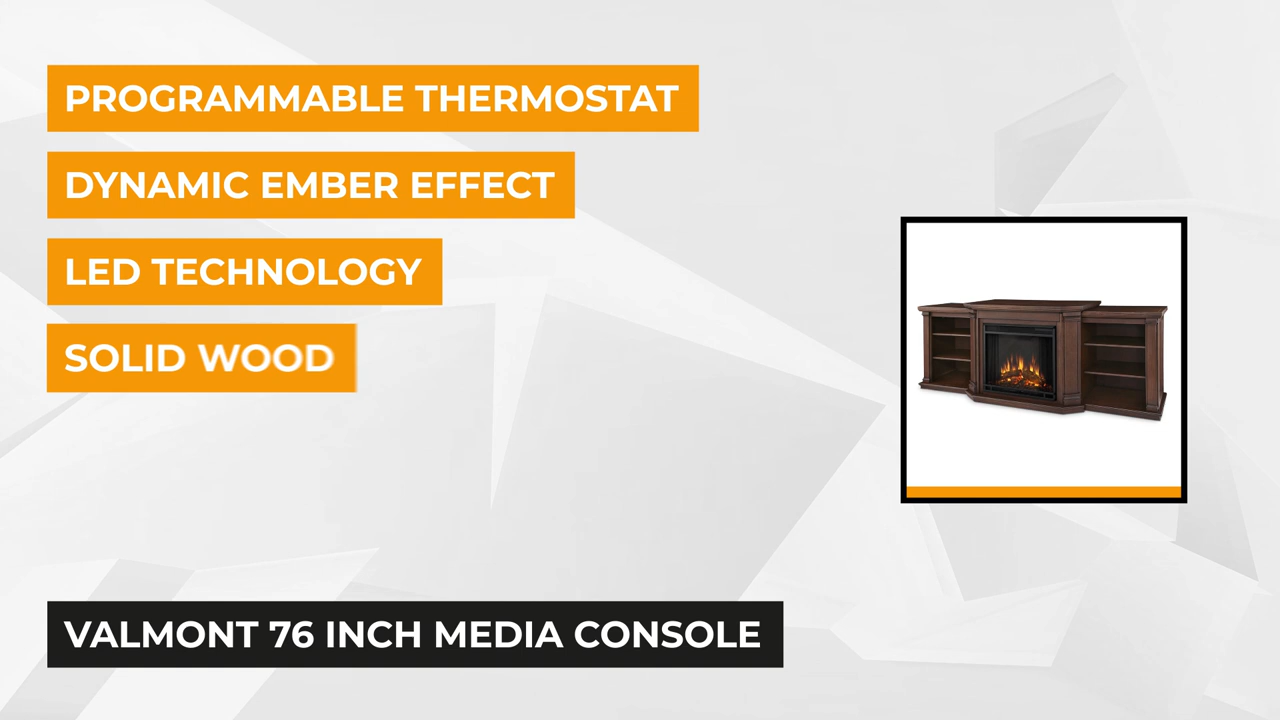 PROGRAMMABLE THERMOSTAT
DYNAMIC EMBER EFFECT
LED TECHNOLOGY
SOLID WOOD
VALMONT 76 INCH MEDIA CONSOLE